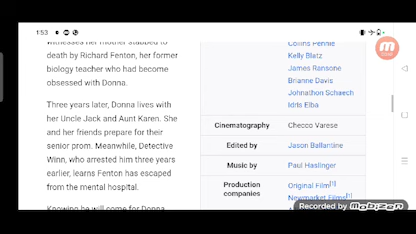 1:53
witnesses her mother stabbed to
death by Richard Fenton, her former
biology teacher who had become
obsessed with Donna.
Three years later, Donna lives with
her Uncle Jack and Aunt Karen. She
and her friends prepare for their
senior prom. Meanwhile, Detective
Winn, who arrested him three years
earlier, learns Fenton has escaped
from the mental hospital.
Knowing he will come for Donna
Collins Pennie
Kelly Blatz
James Ransone
Brianne Davis
Johnathon Schaech
Idris Elba
Cinematography Checco Varese
Edited by Jason Ballantine
Music by Paul Haslinger
Production
companies
Original Film[1]
Newmarket Films[1]
Recorded by Mobizen